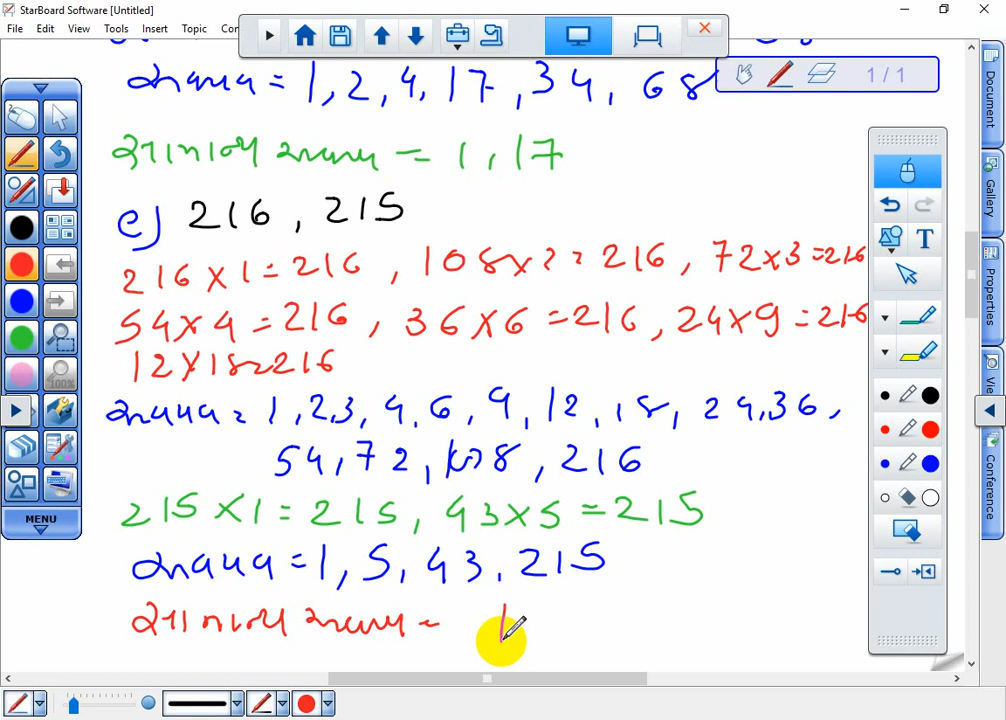 StarBoard Software [Untitled]
File Edit View Tools Insert Topic Con
1 / 1
અવયવ = 1, 2, 4, 17, 34, 68
સામાન્ય અવયવ = 1, 17
e) 216, 215
216 × 1 = 216, 108 × 2 = 216, 72 × 3 = 216
54 × 4 = 216, 36 × 6 = 216, 24 × 9 = 216
12 × 18 = 216
અવયવ = 1, 2, 3, 4, 6, 9, 12, 18, 24, 36,
54, 72, 108, 216
215 × 1 = 215, 43 × 5 = 215
અવયવ = 1, 5, 43, 215
સામાન્ય અવયવ = 1
MENU
100%
T
Document
Properties
Gallery
Properties
Conference